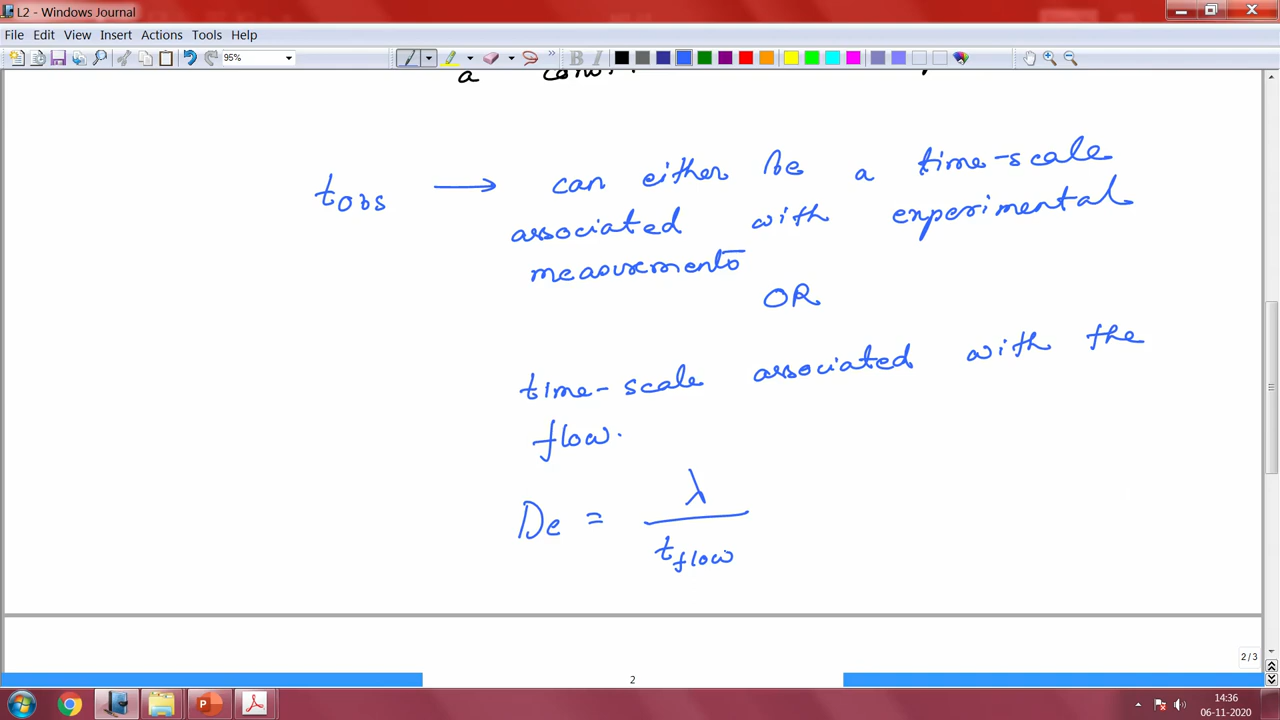 L2 - Windows Journal
File Edit View Insert Actions Tools Help
95%
a
t_Obs → can either be a time-scale
associated with experimental
measurements
OR
time-scale associated with the
flow.
De = λ / t_flow
2/3
2
14:36
06-11-2020